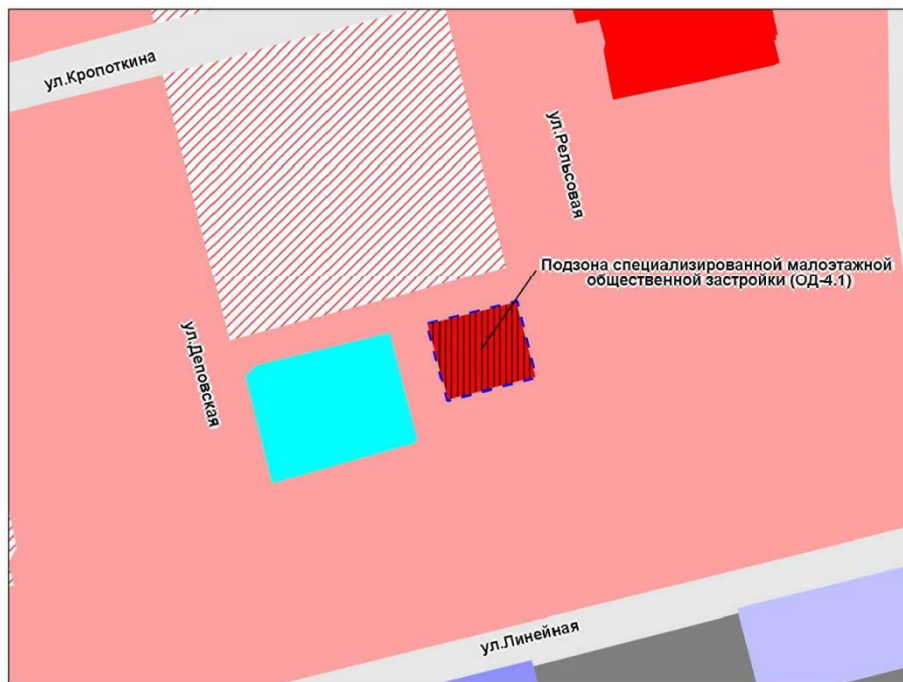 ул.Кропоткина
ул.Рельсовая
Подзона специализированной малоэтажной
общественной застройки (ОД-4.1)
ул.Деповская
ул.Линейная